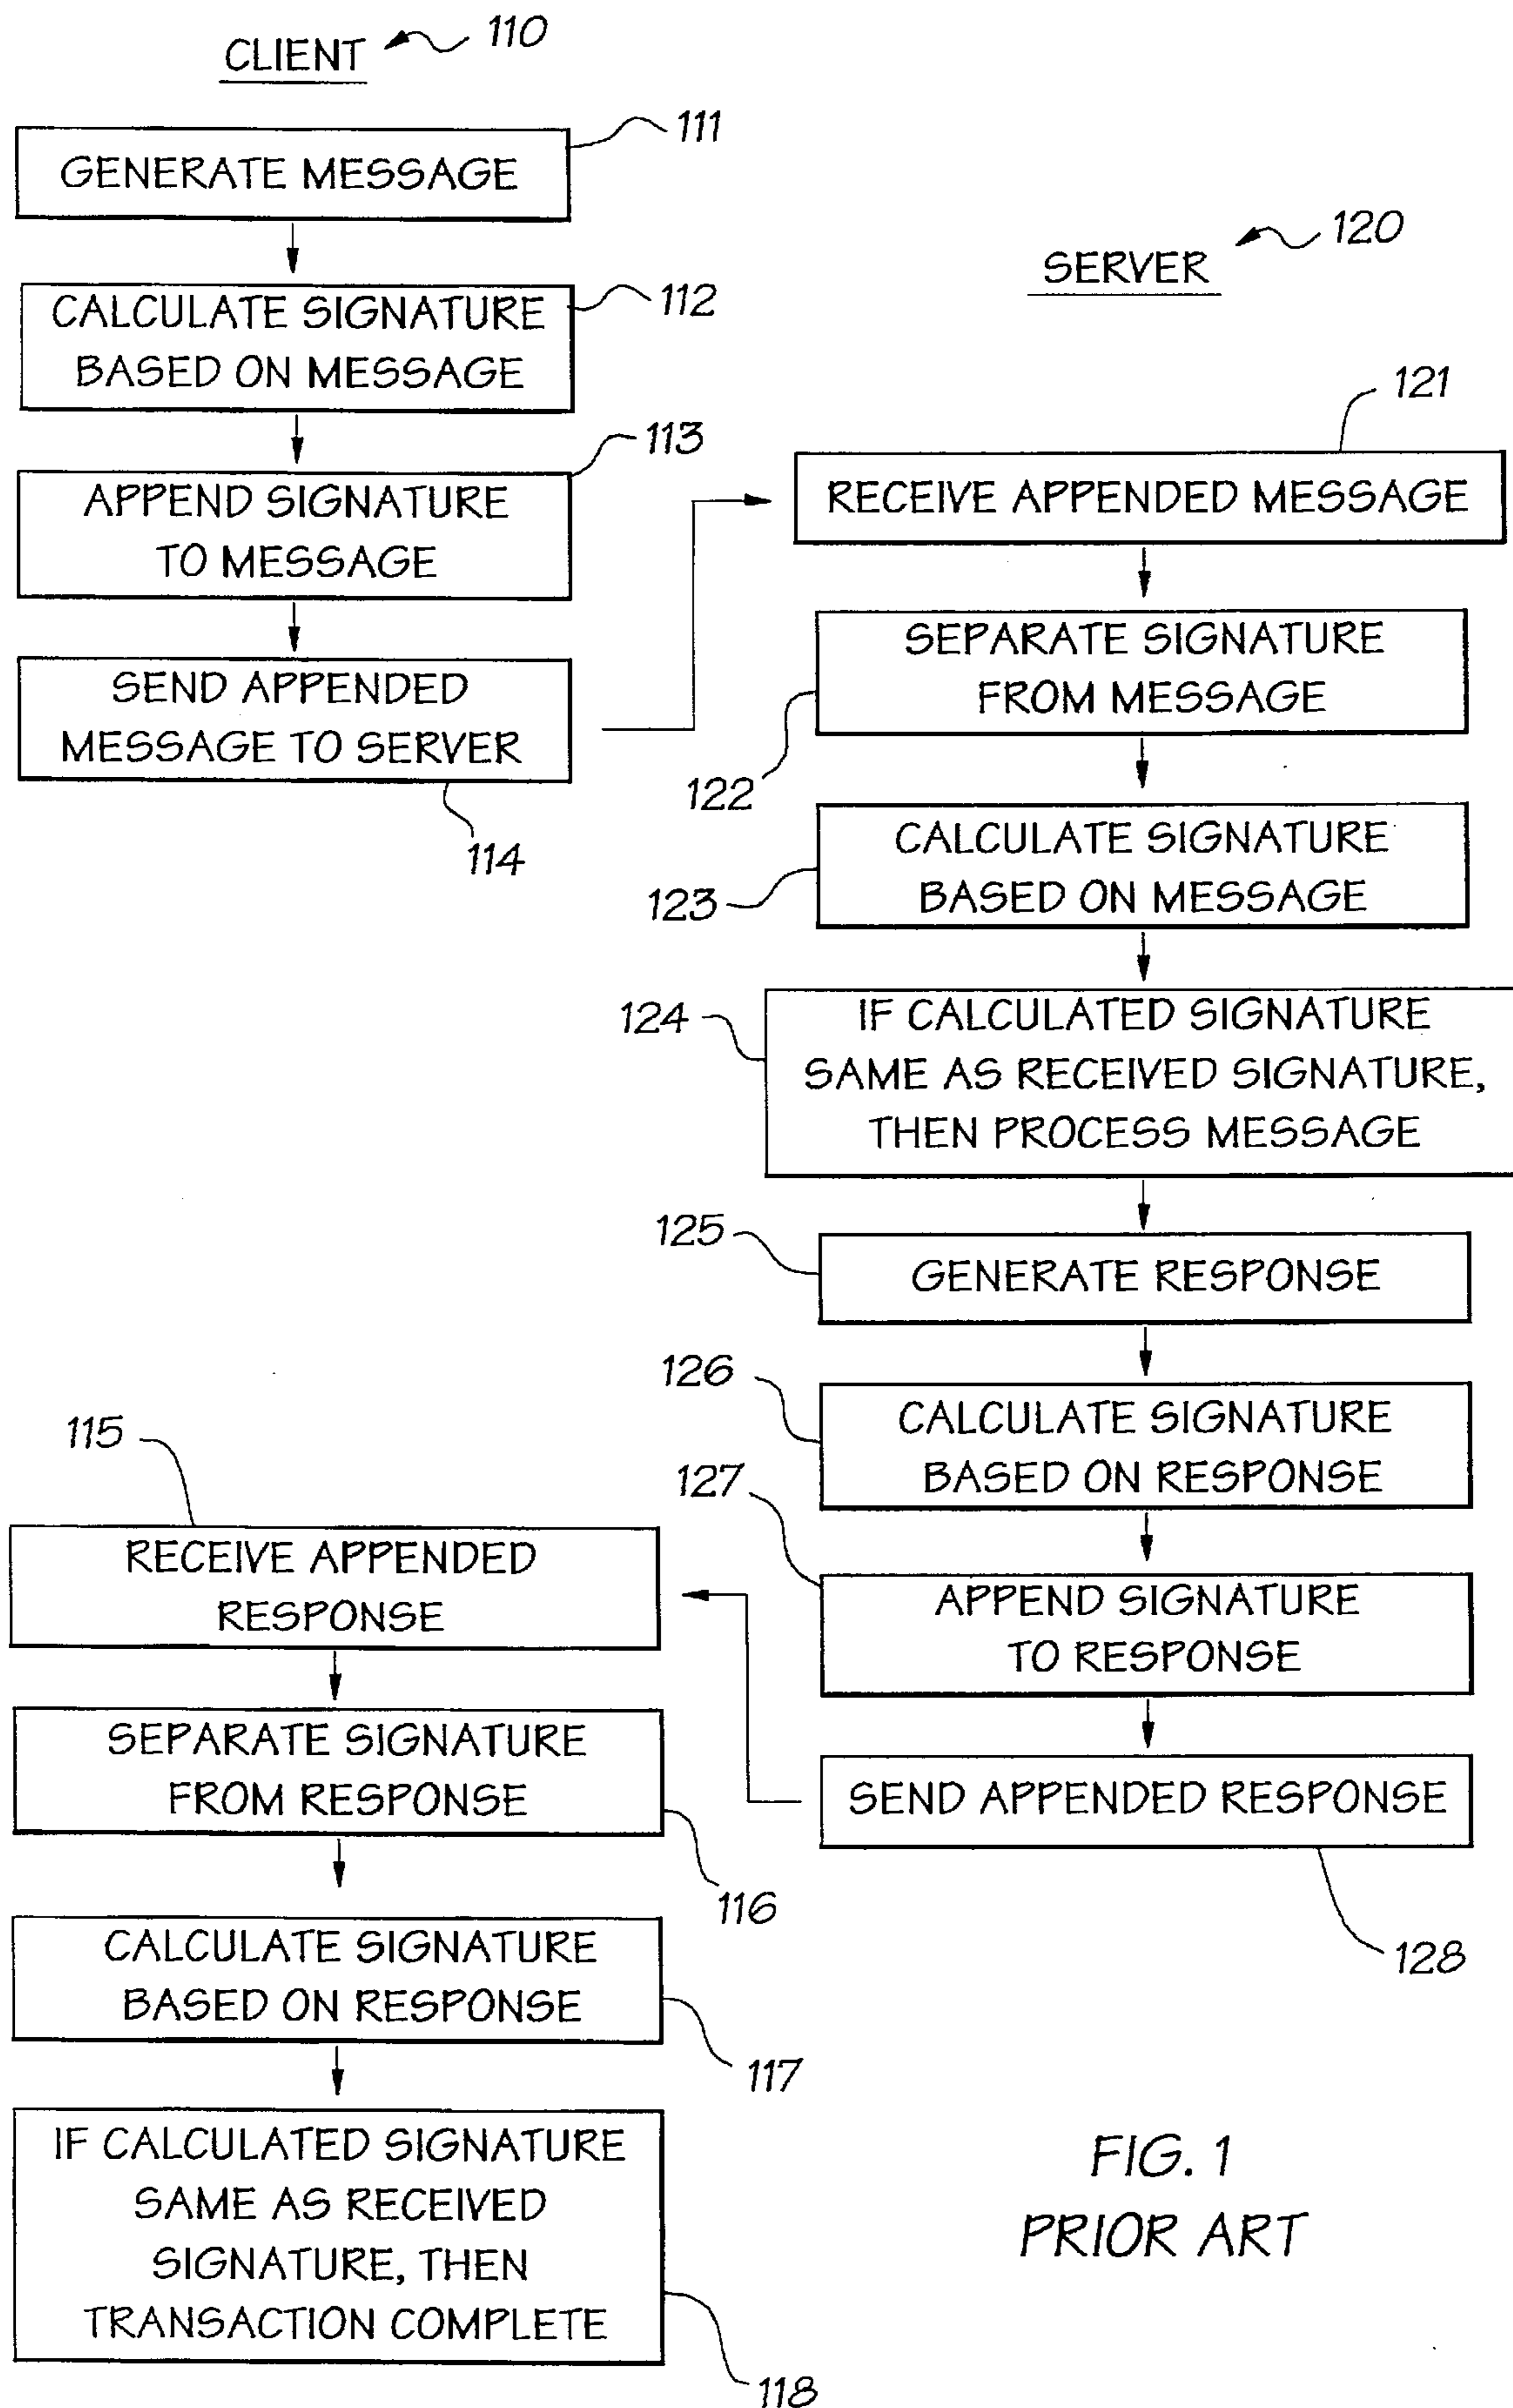 CLIENT
110
GENERATE MESSAGE
111
CALCULATE SIGNATURE
BASED ON MESSAGE
112
APPEND SIGNATURE
TO MESSAGE
113
SEND APPENDED
MESSAGE TO SERVER
114
SERVER
120
RECEIVE APPENDED MESSAGE
121
SEPARATE SIGNATURE
FROM MESSAGE
122
CALCULATE SIGNATURE
BASED ON MESSAGE
123
IF CALCULATED SIGNATURE
SAME AS RECEIVED SIGNATURE,
THEN PROCESS MESSAGE
124
GENERATE RESPONSE
125
CALCULATE SIGNATURE
BASED ON RESPONSE
126
APPEND SIGNATURE
TO RESPONSE
127
SEND APPENDED RESPONSE
128
RECEIVE APPENDED
RESPONSE
115
SEPARATE SIGNATURE
FROM RESPONSE
116
CALCULATE SIGNATURE
BASED ON RESPONSE
117
IF CALCULATED SIGNATURE
SAME AS RECEIVED
SIGNATURE, THEN
TRANSACTION COMPLETE
118
FIG. 1
PRIOR ART